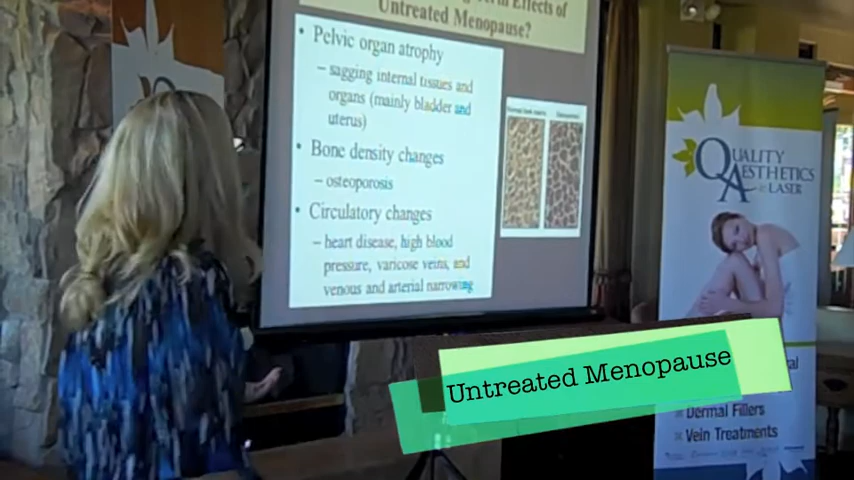 Effects of
Untreated Menopause?
• Pelvic organ atrophy
– sagging internal tissues and
organs (mainly bladder and
uterus)
• Bone density changes
– osteoporosis
• Circulatory changes
– heart disease, high blood
pressure, varicose veins, and
venous and arterial narrowing
QUALITY
AESTHETICS
LASER
Untreated Menopause
Dermal Fillers
Vein Treatments